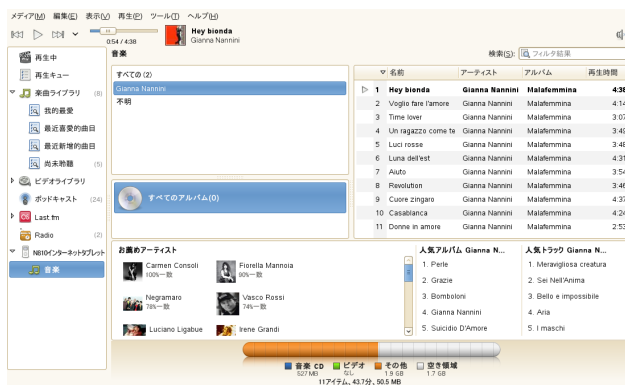 メディア(M) 編集(E) 表示(V) 再生(P) ツール(T) ヘルプ(H)
0:54 / 4:38
Hey bionda
Gianna Nannini
再生中
再生キュー
楽曲ライブラリ (8)
我的最愛
最近喜愛的曲目
最近新增的曲目
尚未聆聽 (5)
ビデオライブラリ
ポッドキャスト (24)
Last.fm
Radio (2)
N810インターネットタブレット
音楽
音楽
検索(S): フィルタ結果
すべての (2)
Gianna Nannini
不明
すべてのアルバム(0)
名前 アーティスト アルバム 再生時間
1 Hey bionda Gianna Nannini Malafemmina 4:38
2 Voglio fare l'amore Gianna Nannini Malafemmina 4:14
3 Time lover Gianna Nannini Malafemmina 3:07
4 Un ragazzo come te Gianna Nannini Malafemmina 3:49
5 Luci rosse Gianna Nannini Malafemmina 3:48
6 Luna dell'est Gianna Nannini Malafemmina 4:31
7 Aiuto Gianna Nannini Malafemmina 3:54
8 Revolution Gianna Nannini Malafemmina 3:46
9 Cuore zingaro Gianna Nannini Malafemmina 4:37
10 Casablanca Gianna Nannini Malafemmina 4:24
11 Donne in amore Gianna Nannini Malafemmina 2:53
お薦めアーティスト
Carmen Consoli
100%一致
Fiorella Mannoia
90%一致
Negramaro
78%一致
Vasco Rossi
74%一致
Luciano Ligabue
Irene Grandi
人気アルバム Gianna N...
1. Perle
2. Grazie
3. Bomboloni
4. Gianna Nannini
5. Suicidio D'Amore
人気トラック Gianna N...
1. Meravigliosa creatura
2. Sei Nell'Anima
3. Bello e impossibile
4. Aria
5. I maschi
音楽 CD ビデオ その他 空き領域
527 MB なし 1.9 GB 1.7 GB
11アイテム、43.7分、50.5 MB